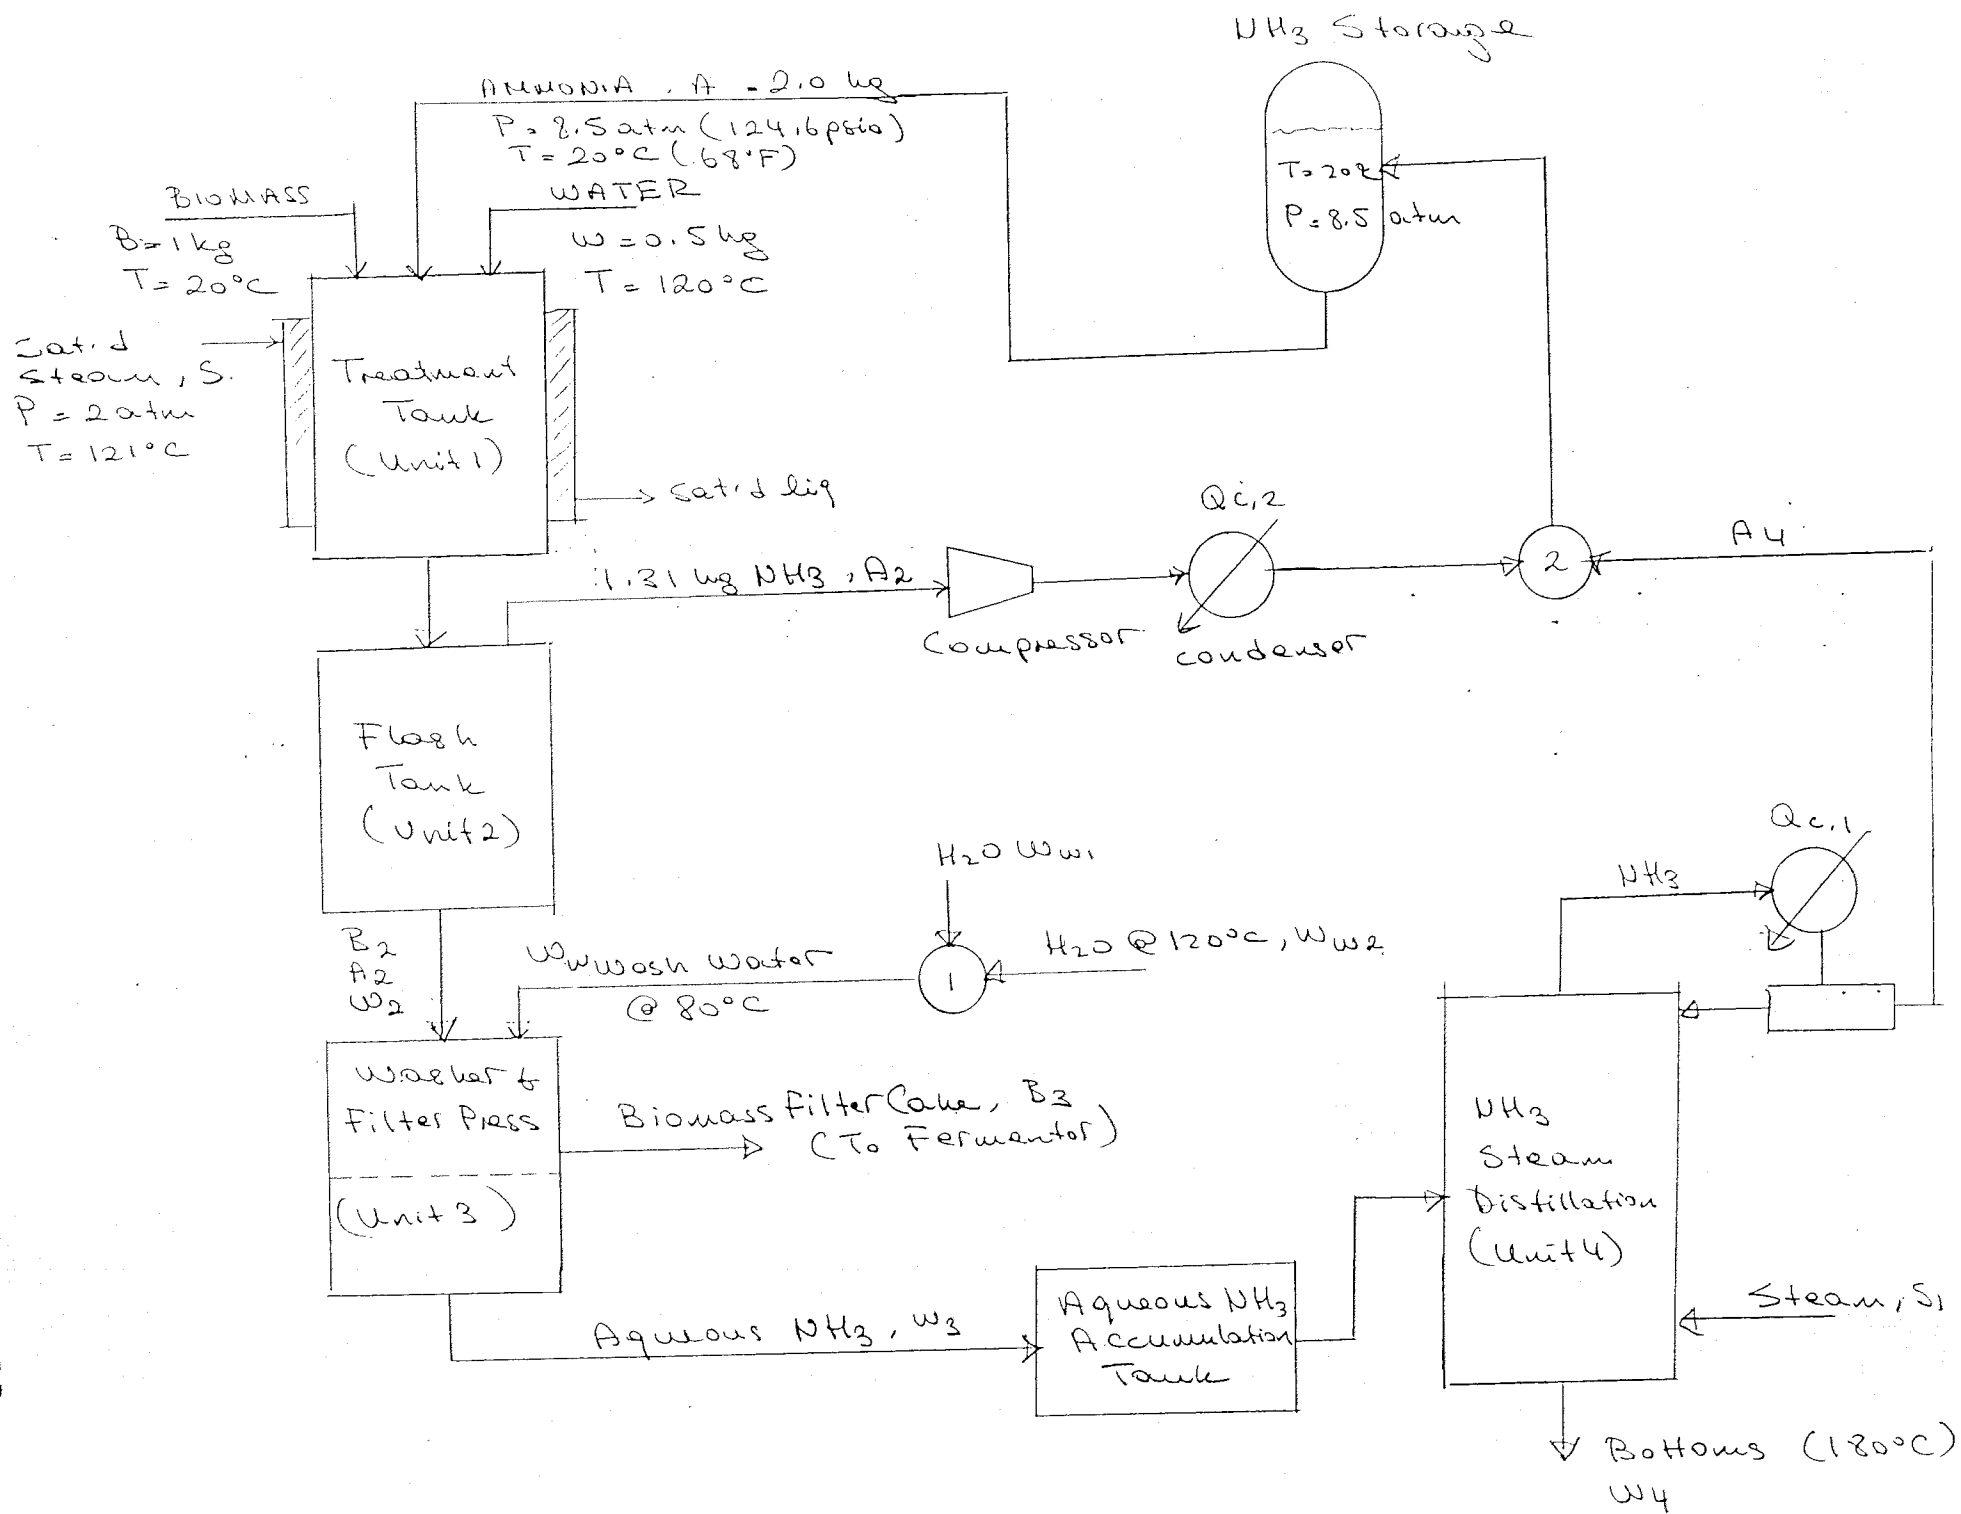 NH3 Storage
AMMONIA, A = 2.0 kg
P = 8.5 atm (124.6 psia)
T = 20°C (68°F)
WATER
W = 0.5 kg
T = 120°C
BIOMASS
B = 1 kg
T = 20°C
T = 20°C
P = 8.5 atm
Sat'd
Steam, S.
P = 2 atm
T = 121°C
Treatment
Tank
(Unit 1)
Sat'd liq
1.31 kg NH3, A2
Compressor
Qc,2
condensor
2
A4
Flash
Tank
(Unit 2)
B2
A2
W2
H2O Ww1
H2O @ 120°C, Ww2
1
Ww Wash Water
@ 80°C
Qc,1
NH3
Washer &
Filter Press
(Unit 3)
Biomass Filter Cake, B3
(To Fermentor)
NH3
Steam
Distillation
(Unit 4)
Steam, S1
Aqueous NH3, W3
Aqueous NH3
Accumulation
Tank
Bottoms (180°C)
W4